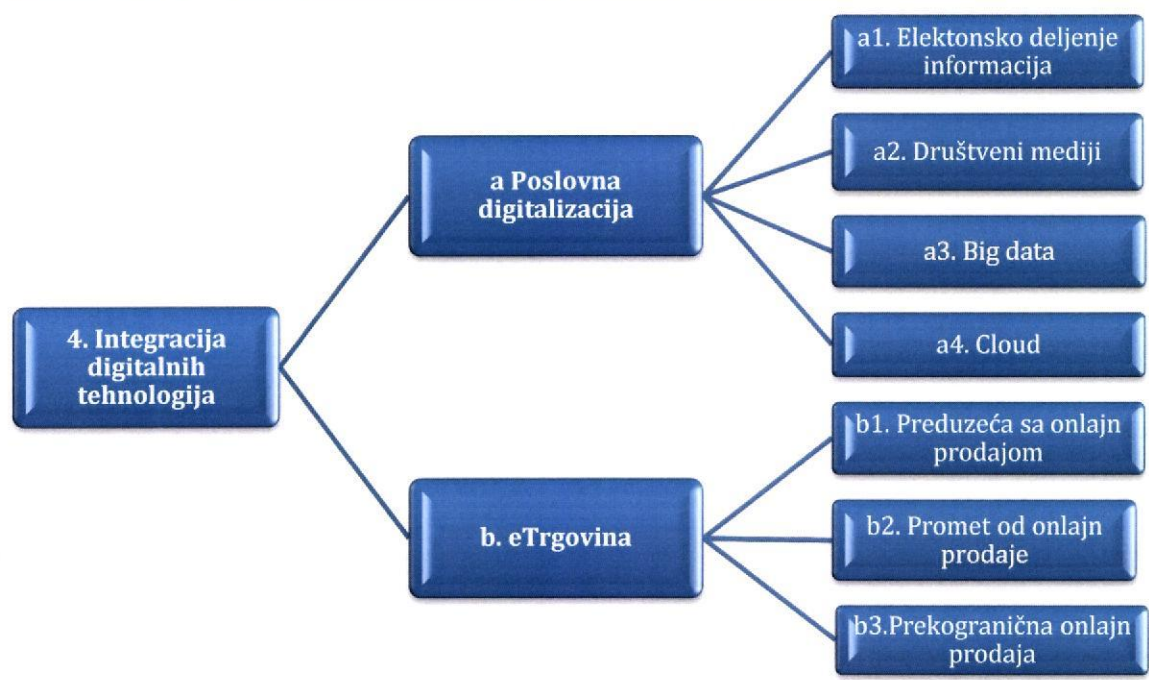 a1. Elektonsko deljenje
informacija
a2. Društveni mediji
a Poslovna
digitalizacija
a3. Big data
a4. Cloud
4. Integracija
digitalnih
tehnologija
b1. Preduzeća sa onlajn
prodajom
b. eTrgovina
b2. Promet od onlajn
prodaje
b3.Prekogranična onlajn
prodaja